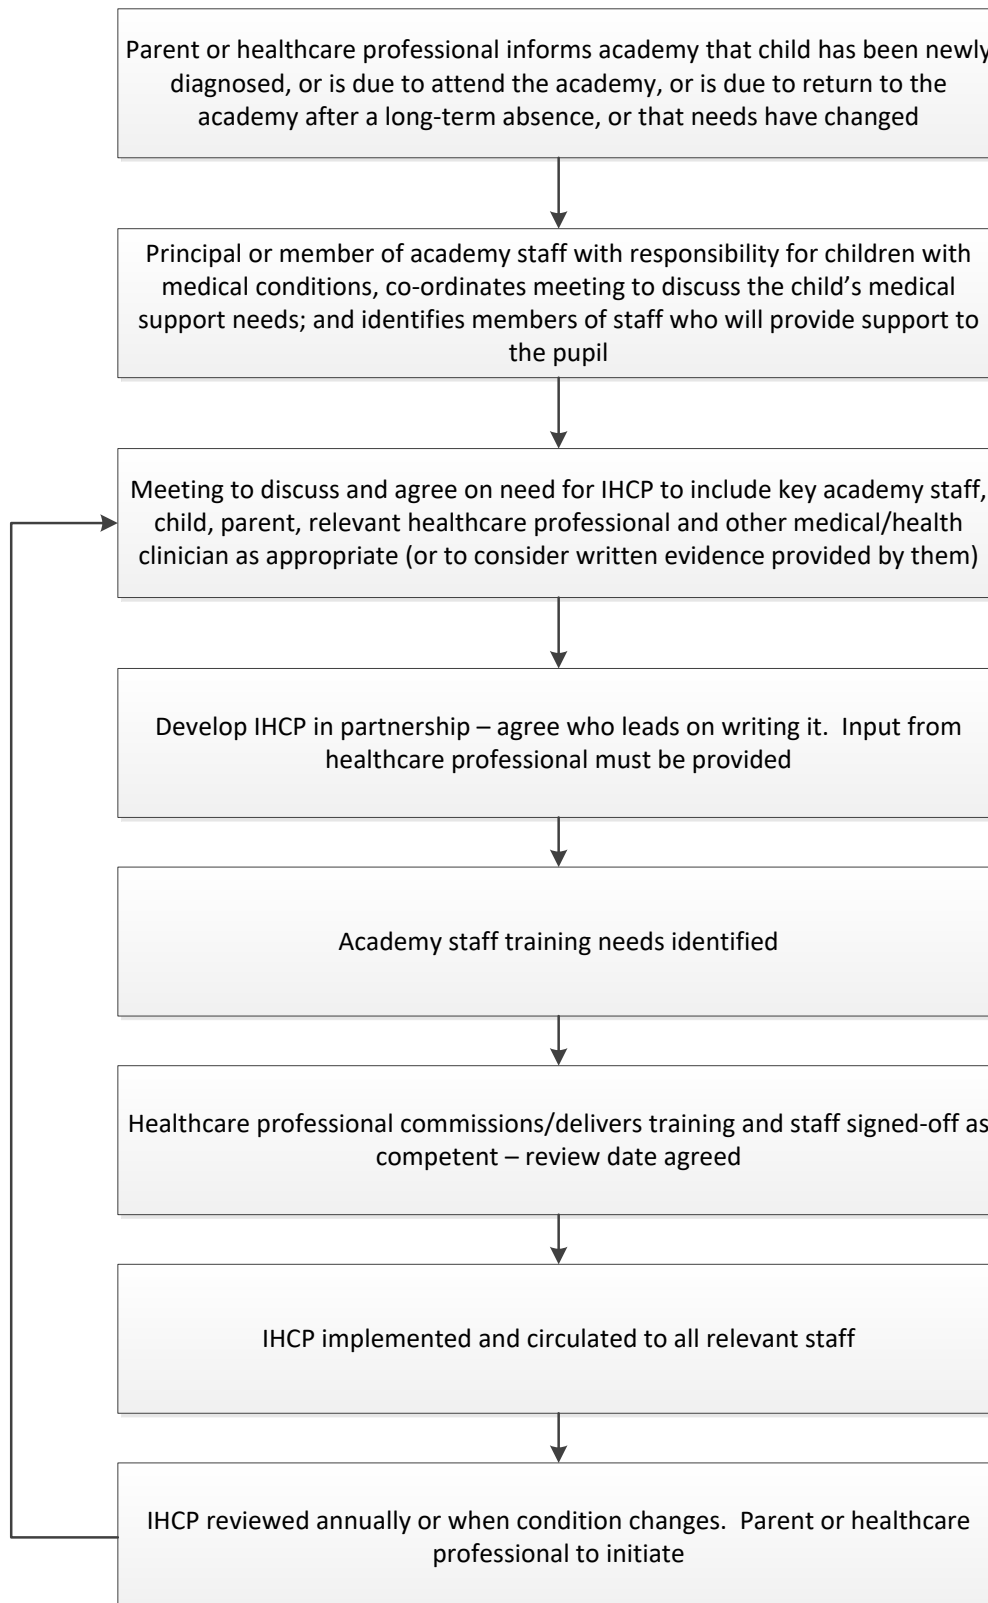 Parent or healthcare professional informs academy that child has been newly
diagnosed, or is due to attend the academy, or is due to return to the
academy after a long-term absence, or that needs have changed
Principal or member of academy staff with responsibility for children with
medical conditions, co-ordinates meeting to discuss the child’s medical
support needs; and identifies members of staff who will provide support to
the pupil
Meeting to discuss and agree on need for IHCP to include key academy staff,
child, parent, relevant healthcare professional and other medical/health
clinician as appropriate (or to consider written evidence provided by them)
Develop IHCP in partnership – agree who leads on writing it.  Input from
healthcare professional must be provided
Academy staff training needs identified
Healthcare professional commissions/delivers training and staff signed-off as
competent – review date agreed
IHCP implemented and circulated to all relevant staff
IHCP reviewed annually or when condition changes.  Parent or healthcare
professional to initiate